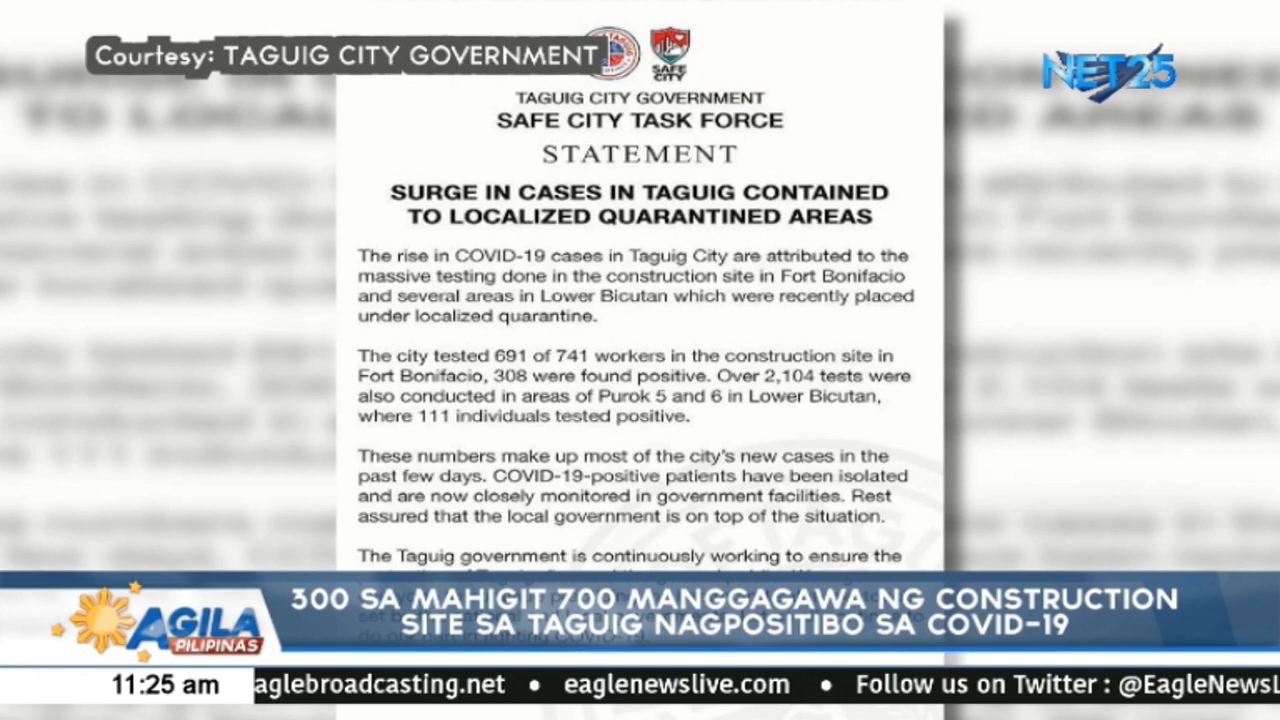 Courtesy: TAGUIG CITY GOVERNMENT
SAFE CITY
NET25
TAGUIG CITY GOVERNMENT
SAFE CITY TASK FORCE
STATEMENT
SURGE IN CASES IN TAGUIG CONTAINED
TO LOCALIZED QUARANTINED AREAS
The rise in COVID-19 cases in Taguig City are attributed to the
massive testing done in the construction site in Fort Bonifacio
and several areas in Lower Bicutan which were recently placed
under localized quarantine.
The city tested 691 of 741 workers in the construction site in
Fort Bonifacio, 308 were found positive. Over 2,104 tests were
also conducted in areas of Purok 5 and 6 in Lower Bicutan,
where 111 individuals tested positive.
These numbers make up most of the city's new cases in the
past few days. COVID-19-positive patients have been isolated
and are now closely monitored in government facilities. Rest
assured that the local government is on top of the situation.
The Taguig government is continuously working to ensure the
AGILA
PILIPINAS
300 SA MAHIGIT 700 MANGGAGAWA NG CONSTRUCTION
SITE SA TAGUIG NAGPOSITIBO SA COVID-19
11:25 am
aglebroadcasting.net • eaglenewslive.com • Follow us on Twitter : @EagleNewsL